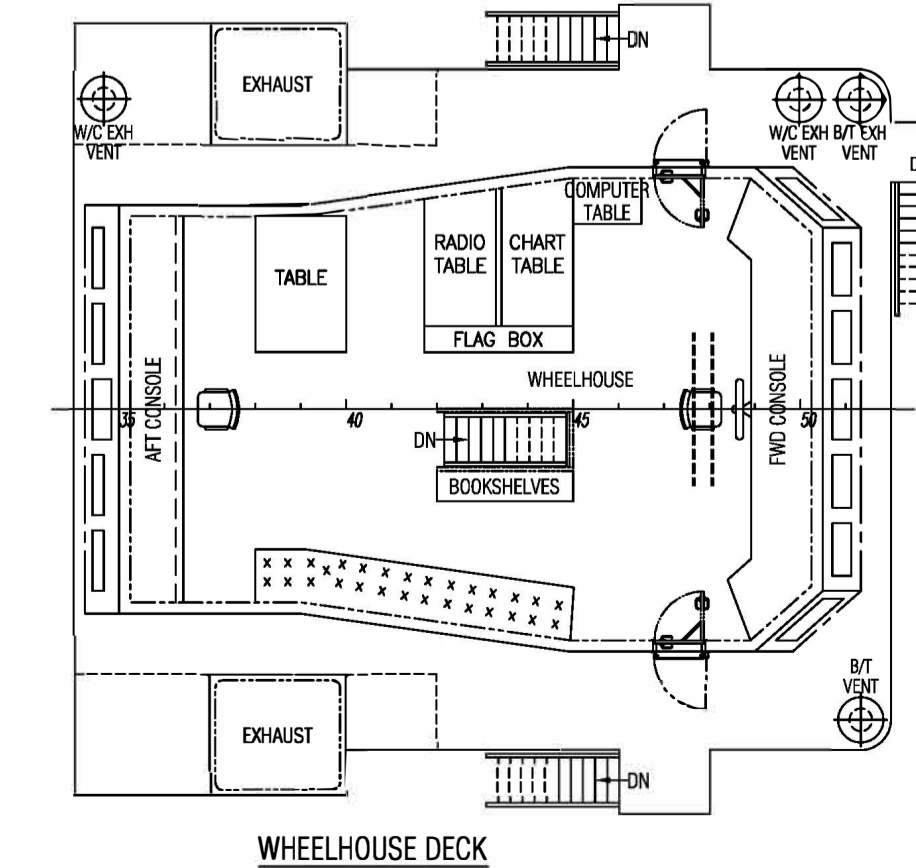 DN
EXHAUST
W/C EXH
VENT
W/C EXH
VENT
B/T EXH
VENT
D
COMPUTER
TABLE
RADIO
TABLE
CHART
TABLE
TABLE
FLAG BOX
WHEELHOUSE
AFT CONSOLE
FWD CONSOLE
35
40
45
50
DN
BOOKSHELVES
B/T
VENT
EXHAUST
DN
WHEELHOUSE DECK